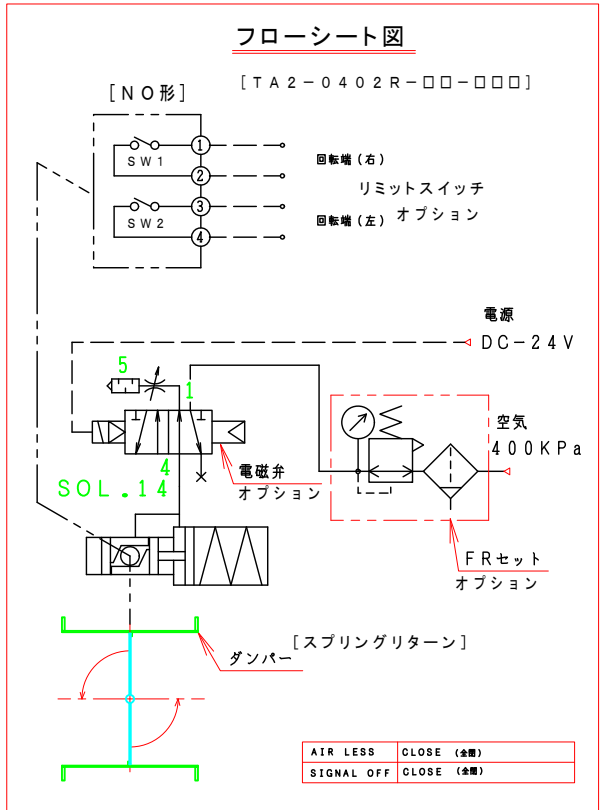 フローシート図
[TA2-0402R-□□-□□□]
[NO形]
SW1
1
2
SW2
3
4
回転端(右)
リミットスイッチ
オプション
回転端(左)
電源
DC-24V
5
1
空気
400KPa
4
SOL.14
電磁弁
オプション
FRセット
オプション
[スプリングリターン]
ダンパー
AIR LESS CLOSE (全閉)
SIGNAL OFF CLOSE (全閉)